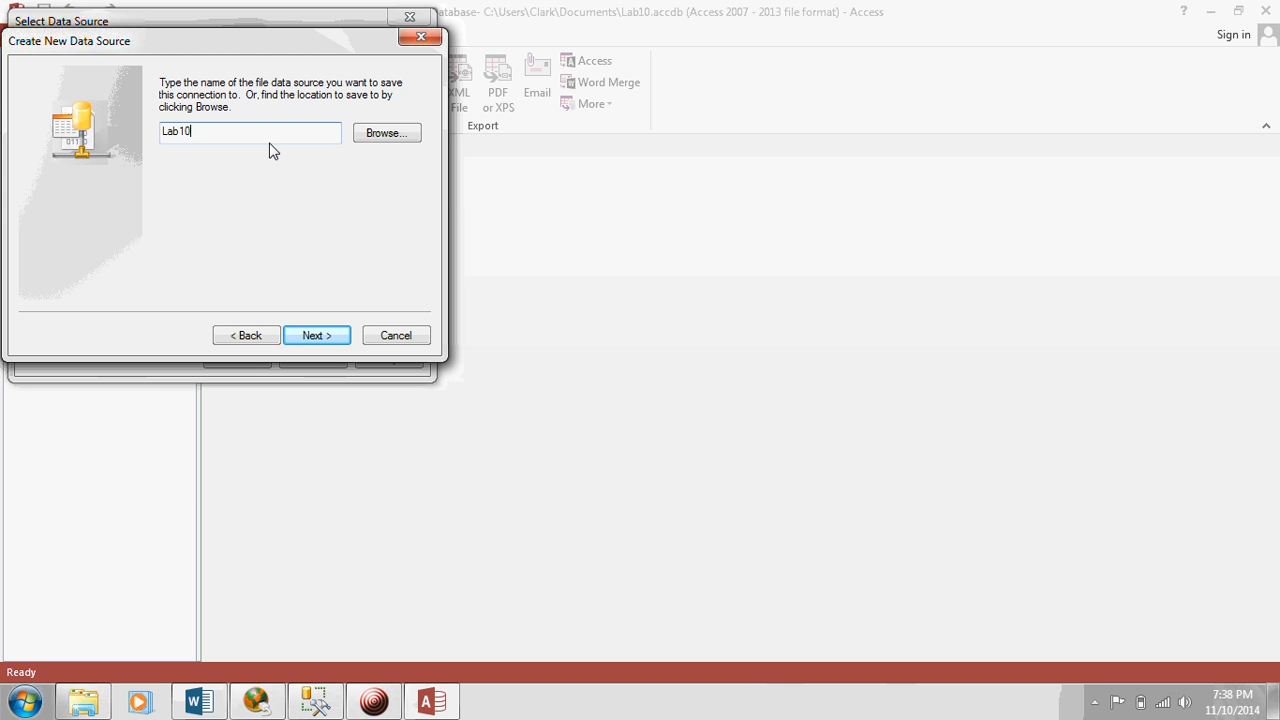 Select Data Source
atabase- C:\Users\Clark\Documents\Lab10.accdb (Access 2007 - 2013 file format) - Access
Create New Data Source
Sign in
Type the name of the file data source you want to save
this connection to. Or, find the location to save to by
clicking Browse.
Lab10
Browse...
XML
File
PDF
or XPS
Email
Access
Word Merge
More
Export
< Back
Next >
Cancel
Ready
7:38 PM
11/10/2014